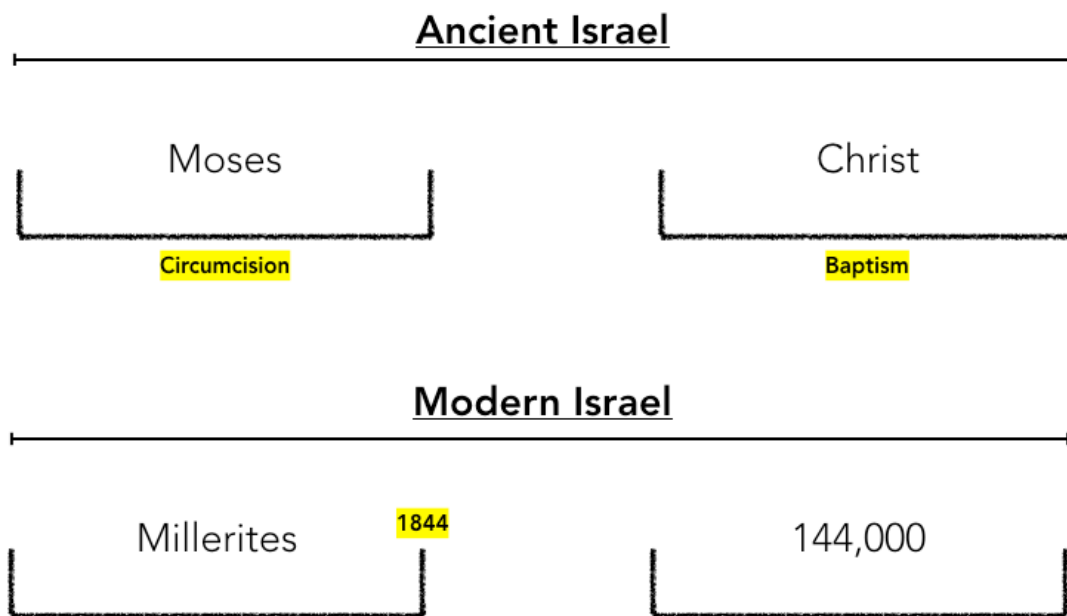 Ancient Israel
Moses
Christ
Circumcision
Baptism
Modern Israel
Millerites
1844
144,000